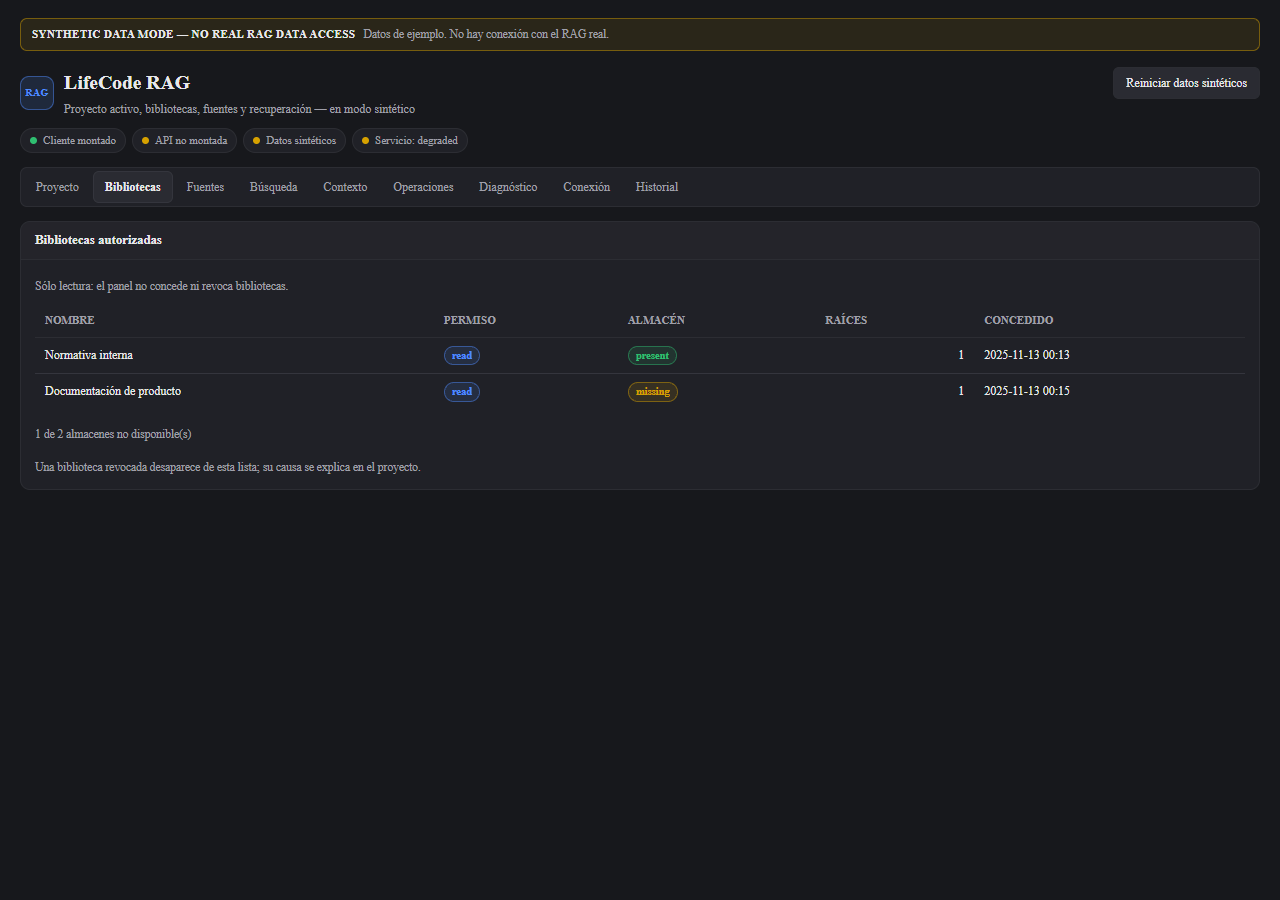 SYNTHETIC DATA MODE — NO REAL RAG DATA ACCESS Datos de ejemplo. No hay conexión con el RAG real.
RAG
LifeCode RAG
Proyecto activo, bibliotecas, fuentes y recuperación — en modo sintético
Reiniciar datos sintéticos
Cliente montado API no montada Datos sintéticos Servicio: degraded
Proyecto Bibliotecas Fuentes Búsqueda Contexto Operaciones Diagnóstico Conexión Historial
Bibliotecas autorizadas
Sólo lectura: el panel no concede ni revoca bibliotecas.
NOMBRE PERMISO ALMACÉN RAÍCES CONCEDIDO
Normativa interna read present 1 2025-11-13 00:13
Documentación de producto read missing 1 2025-11-13 00:15
1 de 2 almacenes no disponible(s)
Una biblioteca revocada desaparece de esta lista; su causa se explica en el proyecto.